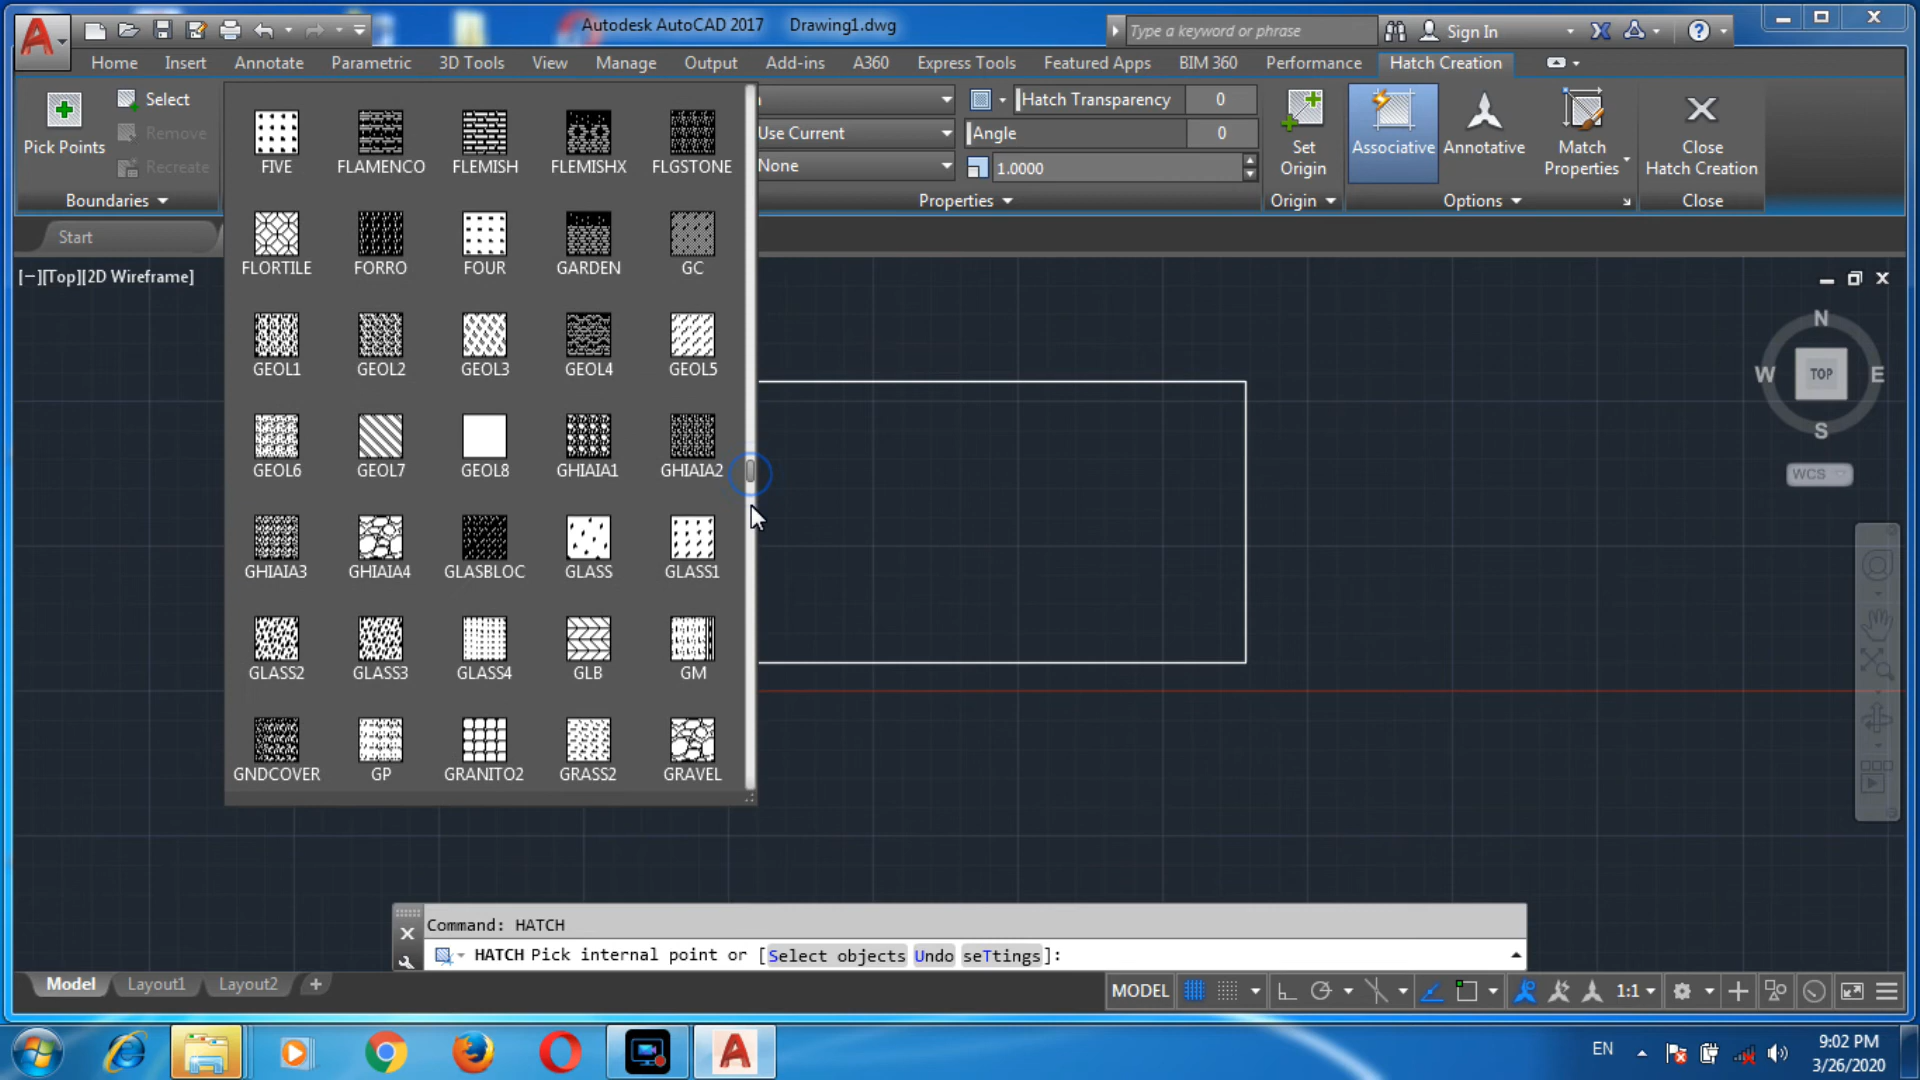 Autodesk AutoCAD 2017 Drawing1.dwg
Type a keyword or phrase
Sign In
Home Insert Annotate Parametric 3D Tools View Manage Output Add-ins A360 Express Tools Featured Apps BIM 360 Performance Hatch Creation
Pick Points
Select
Remove
Recreate
Boundaries
Use Current
None
Hatch Transparency 0
Angle 0
1.0000
Properties
Set Origin
Origin
Associative
Annotative
Match Properties
Options
Close Hatch Creation
Close
Start
[−][Top][2D Wireframe]
FIVE FLAMENCO FLEMISH FLEMISHX FLGSTONE
FLORTILE FORRO FOUR GARDEN GC
GEOL1 GEOL2 GEOL3 GEOL4 GEOL5
GEOL6 GEOL7 GEOL8 GHIAIA1 GHIAIA2
GHIAIA3 GHIAIA4 GLASBLOC GLASS GLASS1
GLASS2 GLASS3 GLASS4 GLB GM
GNDCOVER GP GRANITO2 GRASS2 GRAVEL
N
W TOP E
S
WCS
Command: HATCH
HATCH Pick internal point or [Select objects Undo seTtings]:
Model Layout1 Layout2
MODEL 1:1
EN
9:02 PM
3/26/2020